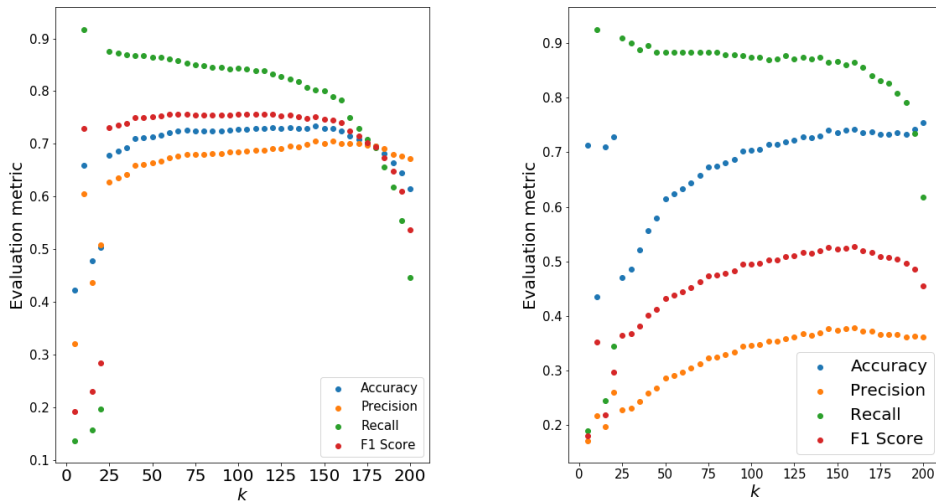 Evaluation metric
0.9
0.8
0.7
0.6
0.5
0.4
0.3
0.2
0.1
0 25 50 75 100 125 150 175 200
k
Accuracy
Precision
Recall
F1 Score
Evaluation metric
0.9
0.8
0.7
0.6
0.5
0.4
0.3
0.2
0 25 50 75 100 125 150 175 200
k
Accuracy
Precision
Recall
F1 Score